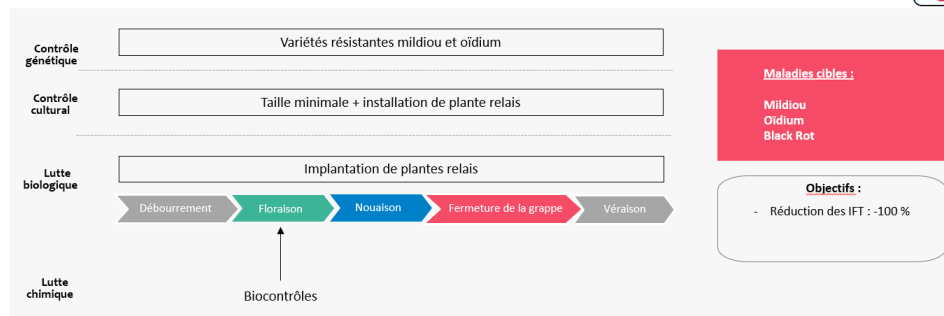 Contrôle
génétique
Variétés résistantes mildiou et oïdium
Contrôle
cultural
Taille minimale + installation de plante relais
Lutte
biologique
Implantation de plantes relais
Débourrement
Floraison
Nouaison
Fermeture de la grappe
Véraison
Lutte
chimique
Biocontrôles
Maladies cibles :
Mildiou
Oïdium
Black Rot
Objectifs :
- Réduction des IFT : -100 %